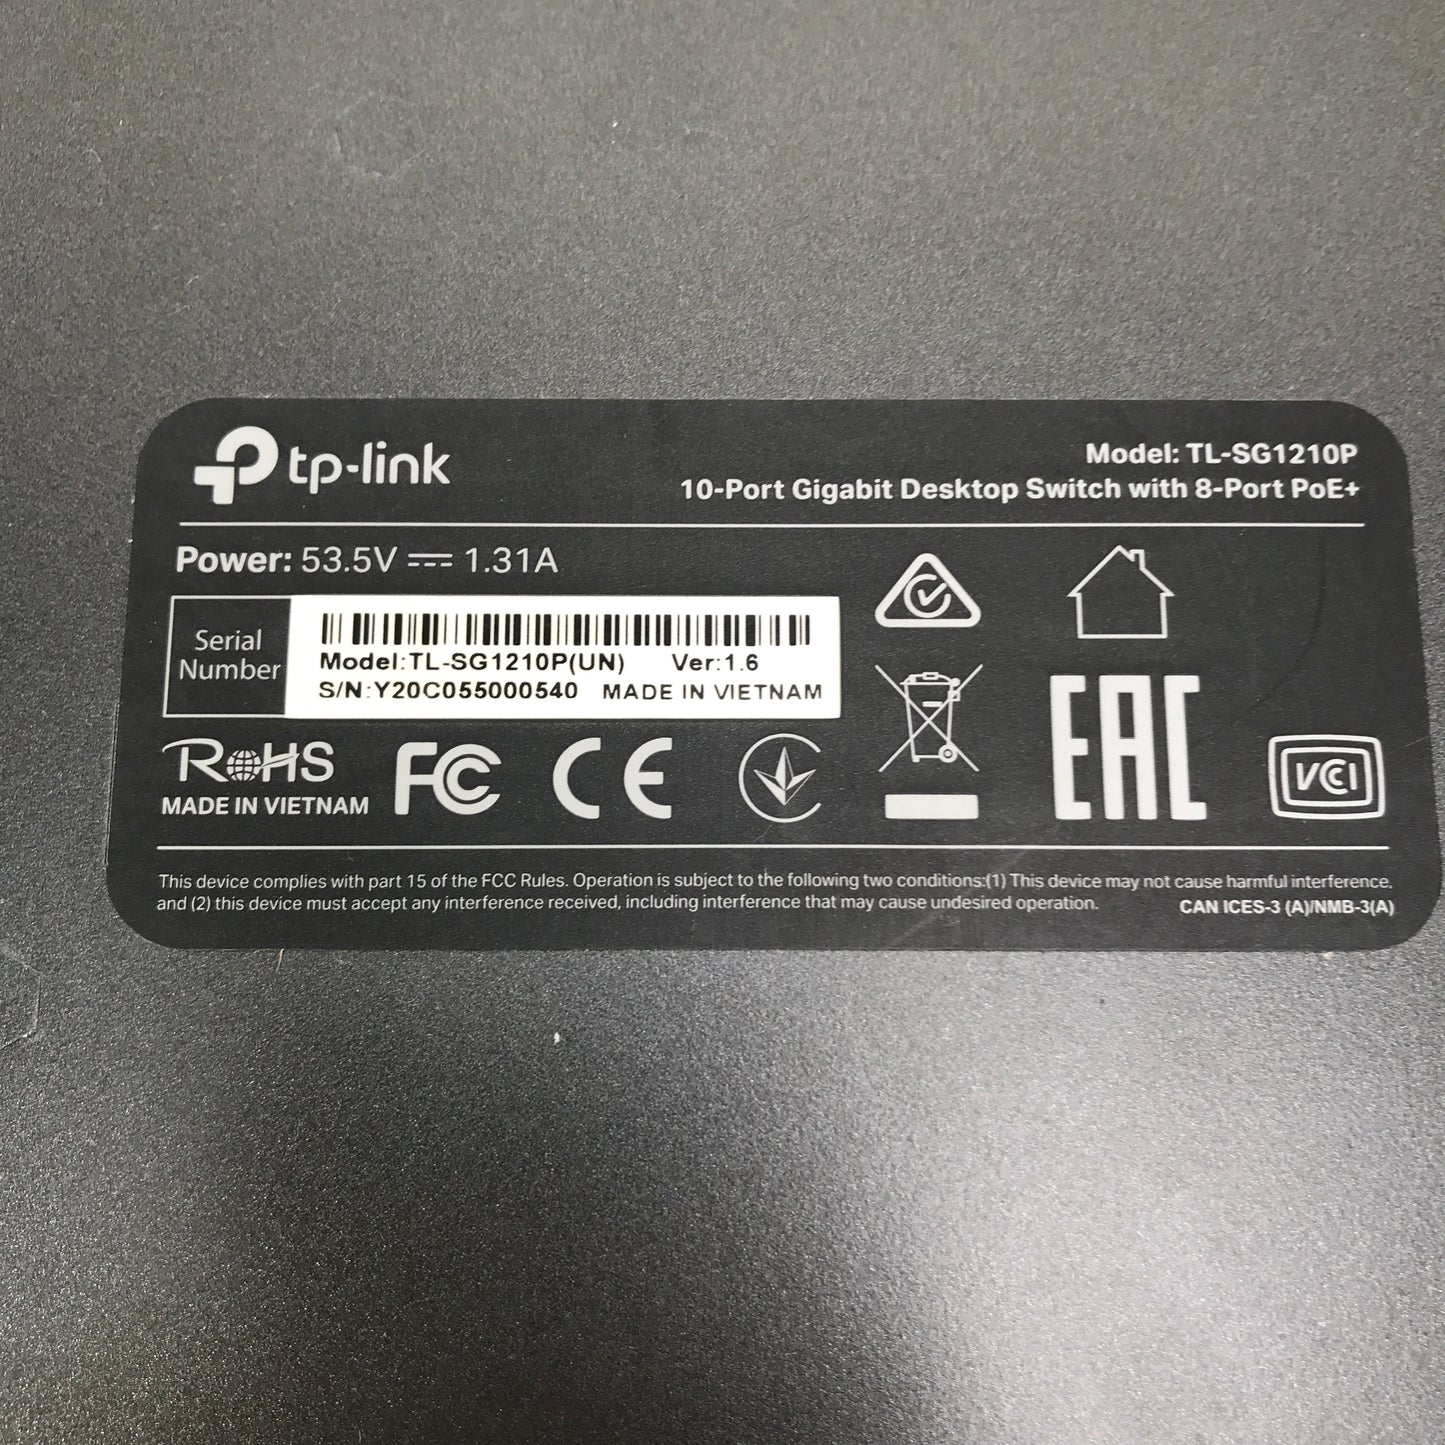 tp-link
Model: TL-SG1210P
10-Port Gigabit Desktop Switch with 8-Port PoE+
Power: 53.5V ⎓ 1.31A
Serial
Number
Model:TL-SG1210P(UN) Ver:1.6
S/N:Y20C055000540 MADE IN VIETNAM
RoHS
MADE IN VIETNAM
FC
CE
EAC
VCCI
This device complies with part 15 of the FCC Rules. Operation is subject to the following two conditions:(1) This device may not cause harmful interference.
and (2) this device must accept any interference received, including interference that may cause undesired operation.
CAN ICES-3 (A)/NMB-3(A)